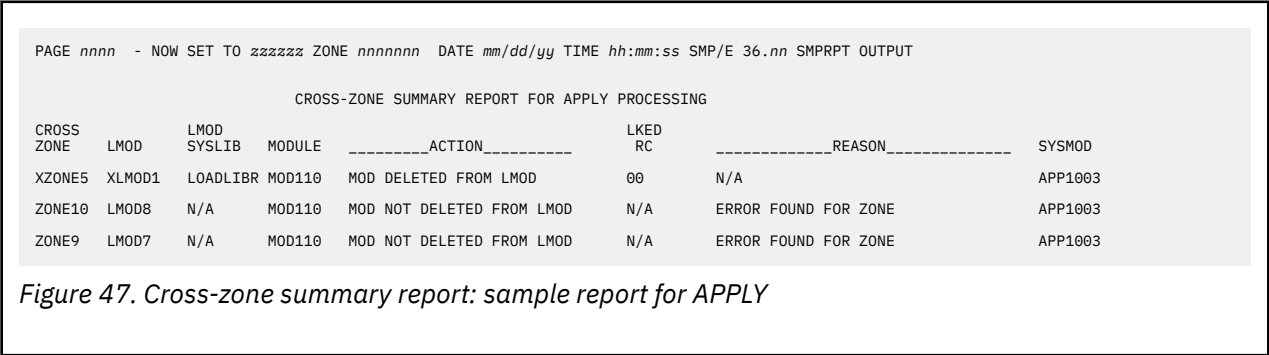 PAGE nnnn - NOW SET TO zzzzzz ZONE nnnnnnn DATE mm/dd/yy TIME hh:mm:ss SMP/E 36.nn SMPRPT OUTPUT
CROSS-ZONE SUMMARY REPORT FOR APPLY PROCESSING
CROSS LMOD LKED
ZONE LMOD SYSLIB MODULE _________ACTION__________ RC _____________REASON______________ SYSMOD
XZONE5 XLMOD1 LOADLIBR MOD110 MOD DELETED FROM LMOD 00 N/A APP1003
ZONE10 LMOD8 N/A MOD110 MOD NOT DELETED FROM LMOD N/A ERROR FOUND FOR ZONE APP1003
ZONE9 LMOD7 N/A MOD110 MOD NOT DELETED FROM LMOD N/A ERROR FOUND FOR ZONE APP1003
Figure 47. Cross-zone summary report: sample report for APPLY